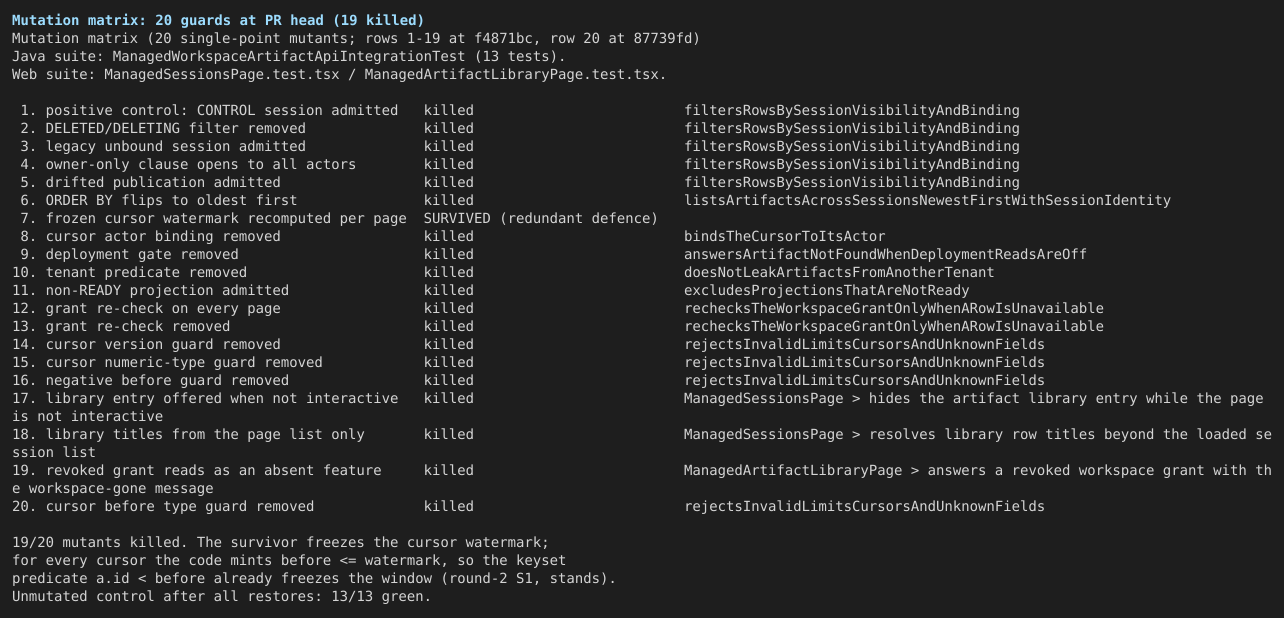 Mutation matrix: 20 guards at PR head (19 killed)
Mutation matrix (20 single-point mutants; rows 1-19 at f4871bc, row 20 at 87739fd)
Java suite: ManagedWorkspaceArtifactApiIntegrationTest (13 tests).
Web suite: ManagedSessionsPage.test.tsx / ManagedArtifactLibraryPage.test.tsx.

 1. positive control: CONTROL session admitted   killed                         filtersRowsBySessionVisibilityAndBinding
 2. DELETED/DELETING filter removed              killed                         filtersRowsBySessionVisibilityAndBinding
 3. legacy unbound session admitted              killed                         filtersRowsBySessionVisibilityAndBinding
 4. owner-only clause opens to all actors        killed                         filtersRowsBySessionVisibilityAndBinding
 5. drifted publication admitted                 killed                         filtersRowsBySessionVisibilityAndBinding
 6. ORDER BY flips to oldest first               killed                         listsArtifactsAcrossSessionsNewestFirstWithSessionIdentity
 7. frozen cursor watermark recomputed per page  SURVIVED (redundant defence)
 8. cursor actor binding removed                 killed                         bindsTheCursorToItsActor
 9. deployment gate removed                      killed                         answersArtifactNotFoundWhenDeploymentReadsAreOff
10. tenant predicate removed                     killed                         doesNotLeakArtifactsFromAnotherTenant
11. non-READY projection admitted                killed                         excludesProjectionsThatAreNotReady
12. grant re-check on every page                 killed                         rechecksTheWorkspaceGrantOnlyWhenARowIsUnavailable
13. grant re-check removed                       killed                         rechecksTheWorkspaceGrantOnlyWhenARowIsUnavailable
14. cursor version guard removed                 killed                         rejectsInvalidLimitsCursorsAndUnknownFields
15. cursor numeric-type guard removed            killed                         rejectsInvalidLimitsCursorsAndUnknownFields
16. negative before guard removed                killed                         rejectsInvalidLimitsCursorsAndUnknownFields
17. library entry offered when not interactive   killed                         ManagedSessionsPage > hides the artifact library entry while the page
is not interactive
18. library titles from the page list only       killed                         ManagedSessionsPage > resolves library row titles beyond the loaded se
ssion list
19. revoked grant reads as an absent feature     killed                         ManagedArtifactLibraryPage > answers a revoked workspace grant with th
e workspace-gone message
20. cursor before type guard removed             killed                         rejectsInvalidLimitsCursorsAndUnknownFields

19/20 mutants killed. The survivor freezes the cursor watermark;
for every cursor the code mints before <= watermark, so the keyset
predicate a.id < before already freezes the window (round-2 S1, stands).
Unmutated control after all restores: 13/13 green.